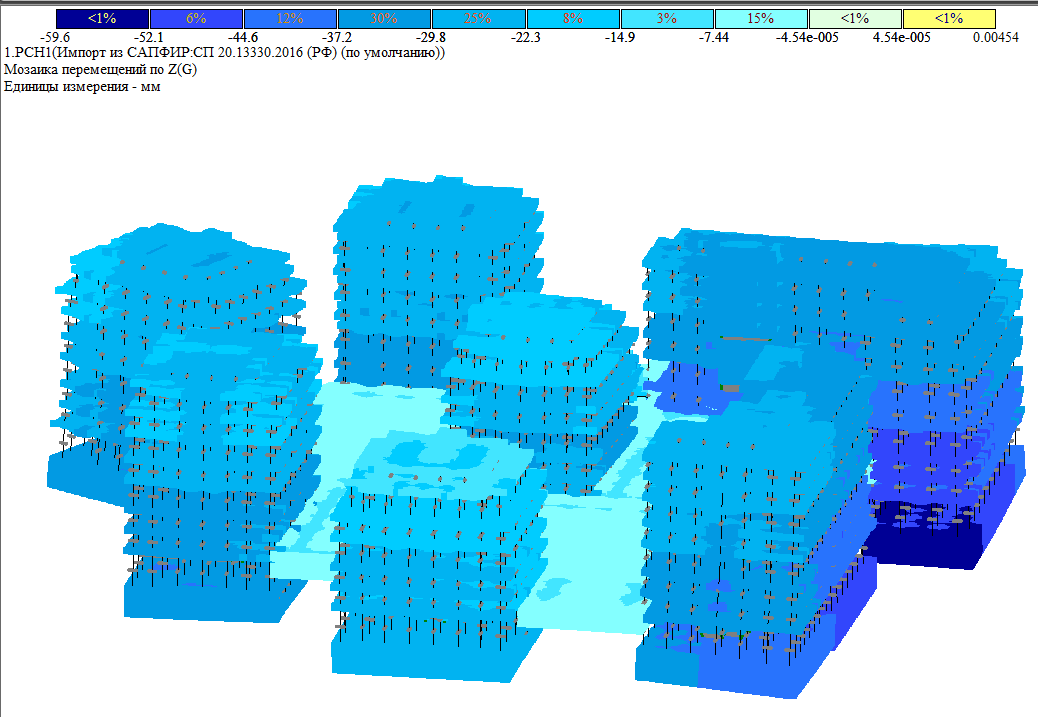 <1% 6% 12% 30% 25% 8% 3% 15% <1% <1%
-59.6 -52.1 -44.6 -37.2 -29.8 -22.3 -14.9 -7.44 -4.54e-005 4.54e-005 0.00454
1.РСН1(Импорт из САПФИР:СП 20.13330.2016 (РФ) (по умолчанию))
Мозаика перемещений по Z(G)
Единицы измерения - мм